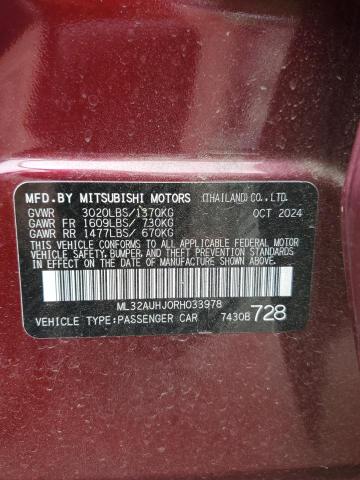 MFD.BY MITSUBISHI MOTORS (THAILAND)CO.,LTD.
GVWR 3020LBS/1370KG OCT 2024
GAWR FR 1609LBS/ 730KG
GAWR RR 1477LBS/ 670KG
THIS VEHICLE CONFORMS TO ALL APPLICABLE FEDERAL
MOTOR VEHICLE SAFETY, BUMPER, AND THEFT PREVENTION
STANDARDS IN EFFECT ON THE DATE OF MANUFACTURE
SHOWN ABOVE.
ML32AUHJ0RH033978
VEHICLE TYPE:PASSENGER CAR 7430B 728